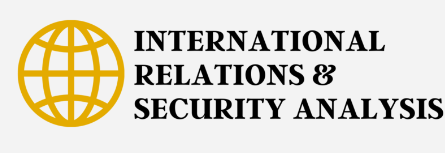 INTERNATIONAL
RELATIONS &
SECURITY ANALYSIS